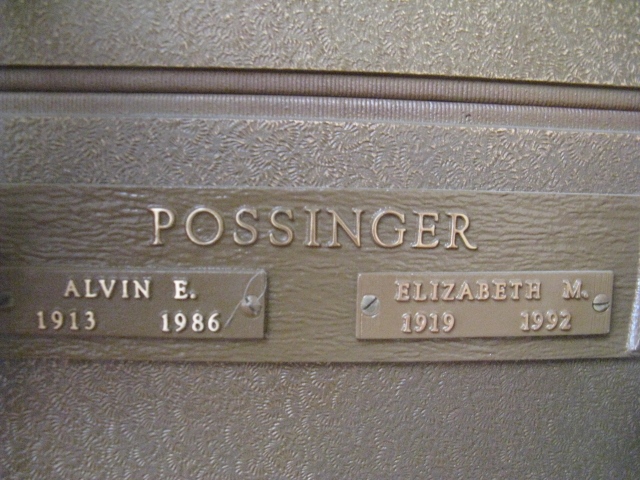 POSSINGER
ALVIN E.
1913 1986
ELIZABETH M.
1919 1992